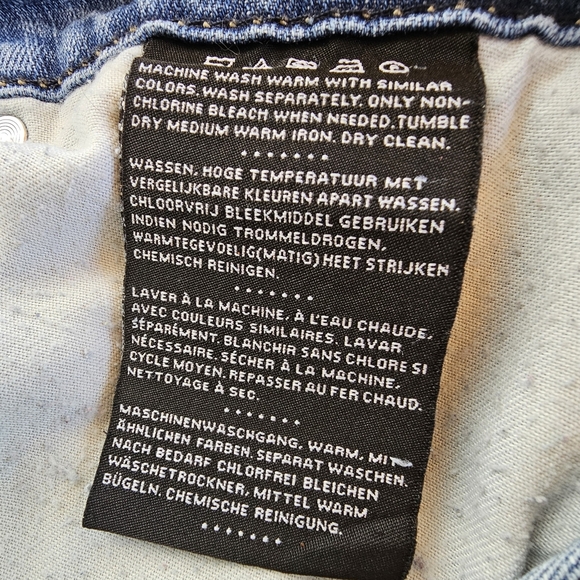 MACHINE WASH WARM WITH SIMILAR
COLORS. WASH SEPARATELY. ONLY NON-
CHLORINE BLEACH WHEN NEEDED. TUMBLE
DRY MEDIUM WARM IRON. DRY CLEAN.
WASSEN, HOGE TEMPERATUUR MET
VERGELIJKBARE KLEUREN APART WASSEN.
CHLOORVRIJ BLEEKMIDDEL GEBRUIKEN
INDIEN NODIG TROMMELDROGEN,
WARMTEGEVOELIG(MATIG) HEET STRIJKEN
CHEMISCH REINIGEN.
LAVER À LA MACHINE, À L'EAU CHAUDE,
AVEC COULEURS SIMILAIRES. LAVAR
SÉPARÉMENT. BLANCHIR SANS CHLORE SI
NÉCESSAIRE. SÉCHER À LA MACHINE,
CYCLE MOYEN. REPASSER AU FER CHAUD.
NETTOYAGE À SEC.
MASCHINENWASCHGANG, WARM, MIT
ÄHNLICHEN FARBEN. SEPARAT WASCHEN.
NACH BEDARF CHLORFREI BLEICHEN
WÄSCHETROCKNER, MITTEL WARM
BÜGELN. CHEMISCHE REINIGUNG.